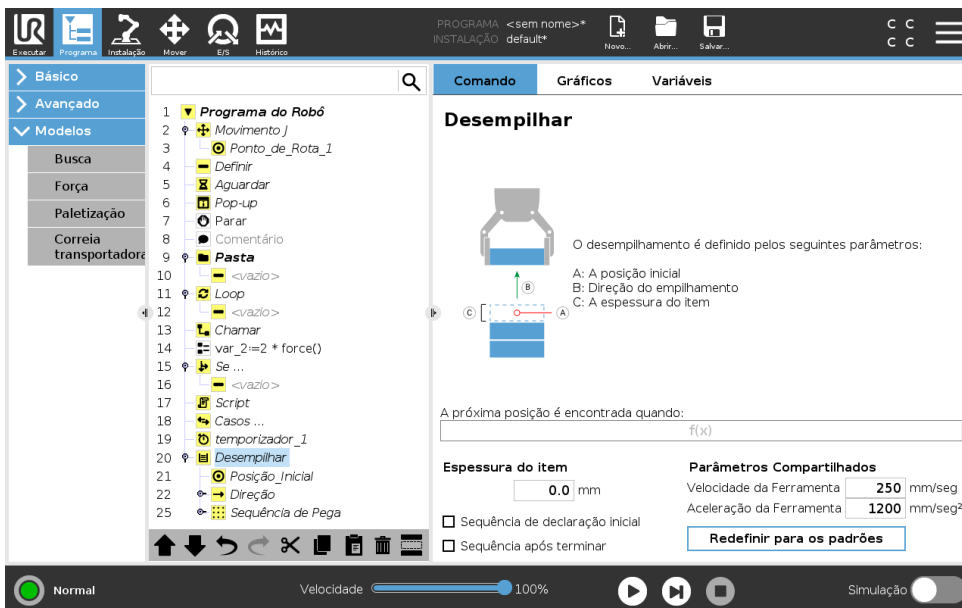 UR
PROGRAMA <sem nome>*
INSTALAÇÃO default*
C C
C C
Executar Programa Instalação Mover E/S Histórico Novo... Abrir... Salvar...
Básico
Avançado
Modelos
Busca
Força
Paletização
Correia
transportadora
1 Programa do Robô
2 Movimento J
3 Ponto_de_Rota_1
4 Definir
5 Aguardar
6 Pop-up
7 Parar
8 Comentário
9 Pasta
10 <vazio>
11 Loop
12 <vazio>
13 Chamar
14 var_2:=2 * force()
15 Se ...
16 <vazio>
17 Script
18 Casos ...
19 temporizador_1
20 Desempilhar
21 Posição_Inicial
22 Direção
25 Sequência de Pega
Comando Gráficos Variáveis
Desempilhar
O desempilhamento é definido pelos seguintes parâmetros:
A: A posição inicial
B: Direção do empilhamento
C: A espessura do item
B
C
A
A próxima posição é encontrada quando:
f(x)
Espessura do item
0.0 mm
Sequência de declaração inicial
Sequência após terminar
Parâmetros Compartilhados
Velocidade da Ferramenta 250 mm/seg
Aceleração da Ferramenta 1200 mm/seg²
Redefinir para os padrões
Normal
Velocidade 100%
Simulação